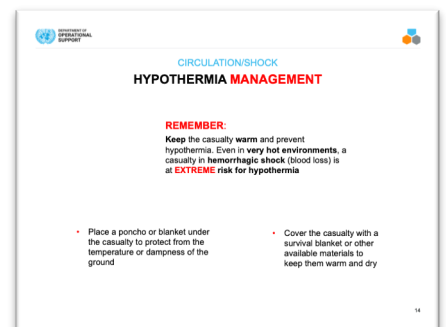 DEPARTMENT OF
OPERATIONAL
SUPPORT
CIRCULATION/SHOCK
HYPOTHERMIA MANAGEMENT
REMEMBER:
Keep the casualty warm and prevent
hypothermia. Even in very hot environments, a
casualty in hemorrhagic shock (blood loss) is
at EXTREME risk for hypothermia
• Place a poncho or blanket under
the casualty to protect from the
temperature or dampness of the
ground
• Cover the casualty with a
survival blanket or other
available materials to
keep them warm and dry
14